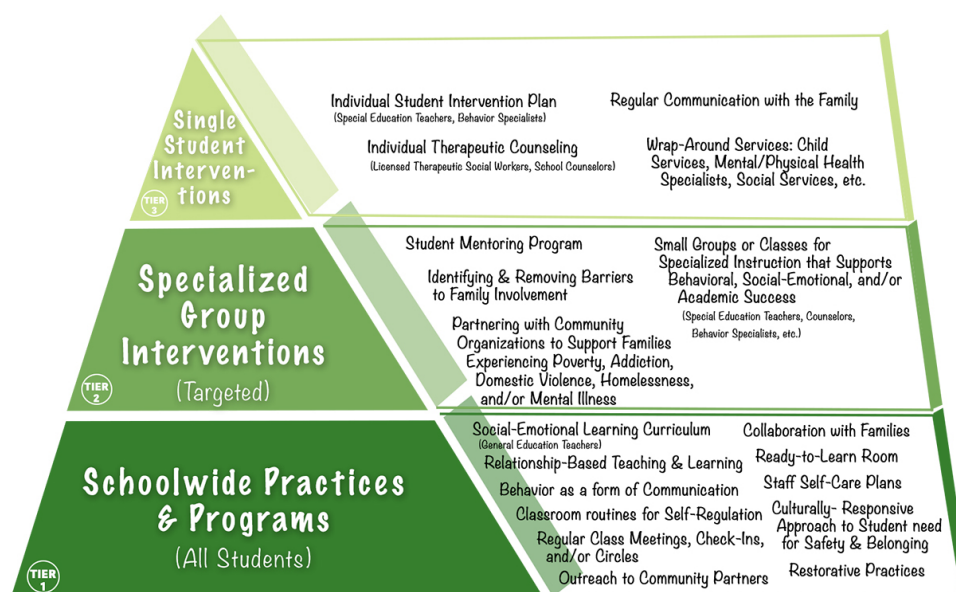 Single
Student
Interven-
tions
TIER
3
Individual Student Intervention Plan
(Special Education Teachers, Behavior Specialists)
Individual Therapeutic Counseling
(Licensed Therapeutic Social Workers, School Counselors)
Regular Communication with the Family
Wrap-Around Services: Child
Services, Mental/Physical Health
Specialists, Social Services, etc.
Specialized
Group
Interventions
(Targeted)
TIER
2
Student Mentoring Program
Identifying & Removing Barriers
to Family Involvement
Partnering with Community
Organizations to Support Families
Experiencing Poverty, Addiction,
Domestic Violence, Homelessness,
and/or Mental Illness
Small Groups or Classes for
Specialized Instruction that Supports
Behavioral, Social-Emotional, and/or
Academic Success
(Special Education Teachers, Counselors,
Behavior Specialists, etc.)
Schoolwide Practices
& Programs
(All Students)
TIER
1
Social-Emotional Learning Curriculum
(General Education Teachers)
Relationship-Based Teaching & Learning
Behavior as a form of Communication
Classroom routines for Self-Regulation
Regular Class Meetings, Check-Ins,
and/or Circles
Outreach to Community Partners
Collaboration with Families
Ready-to-Learn Room
Staff Self-Care Plans
Culturally- Responsive
Approach to Student need
for Safety & Belonging
Restorative Practices